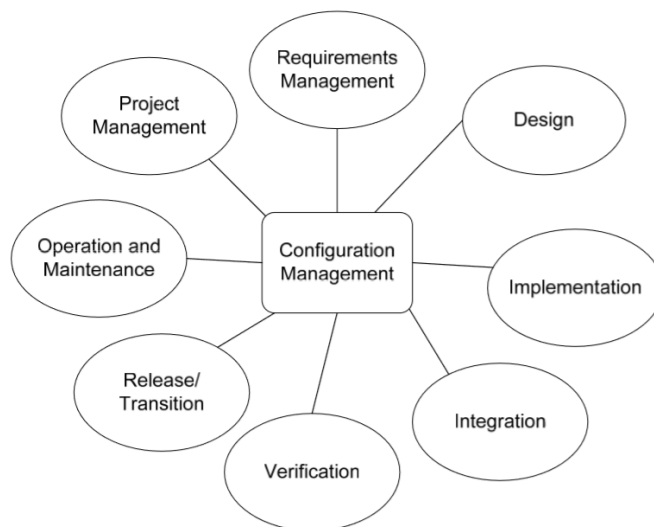 Requirements
Management
Project
Management
Design
Operation and
Maintenance
Configuration
Management
Implementation
Release/
Transition
Integration
Verification